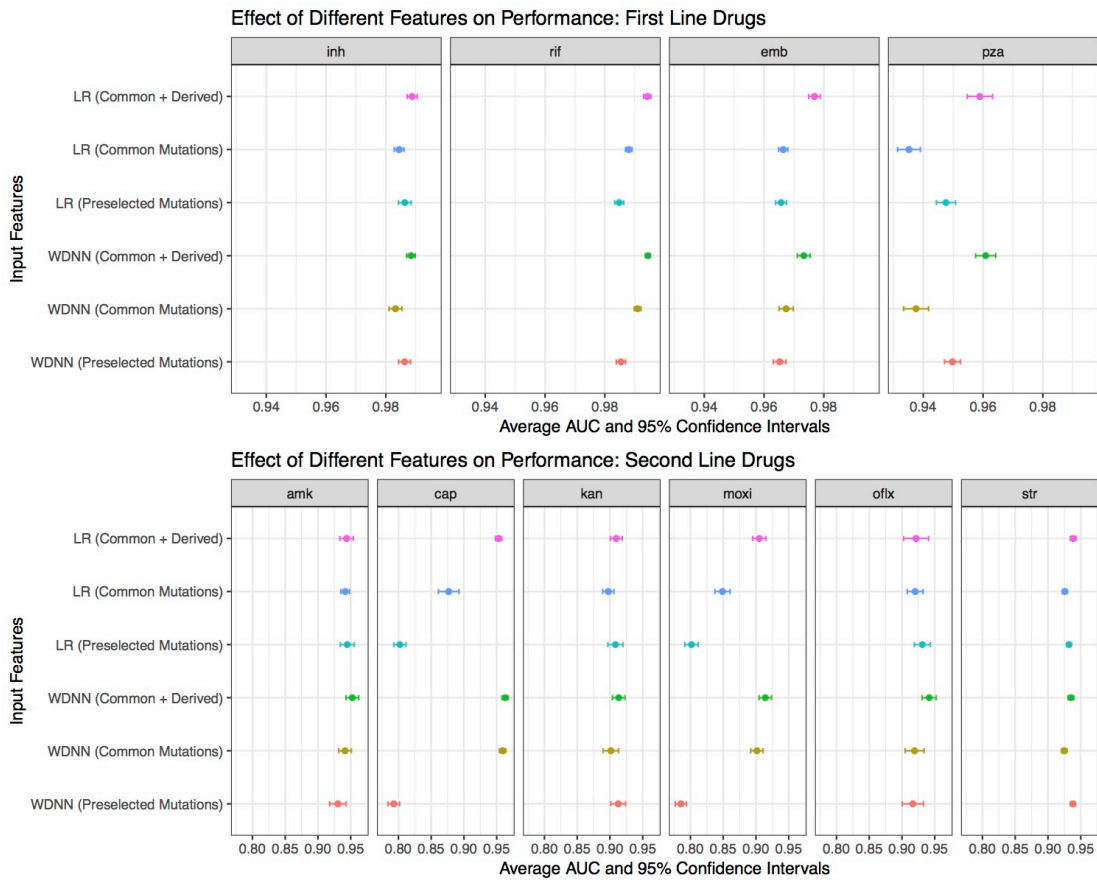 Effect of Different Features on Performance: First Line Drugs
inh rif emb pza
Input Features
LR (Common + Derived)
LR (Common Mutations)
LR (Preselected Mutations)
WDNN (Common + Derived)
WDNN (Common Mutations)
WDNN (Preselected Mutations)
0.94 0.98 0.94 0.98 0.94 0.98 0.94 0.96 0.98
Average AUC and 95% Confidence Intervals
Effect of Different Features on Performance: Second Line Drugs
amk cap kan moxi oflx str
Input Features
LR (Common + Derived)
LR (Common Mutations)
LR (Preselected Mutations)
WDNN (Common + Derived)
WDNN (Common Mutations)
WDNN (Preselected Mutations)
0.80 0.85 0.90 0.95 0.80 0.85 0.90 0.95 0.80 0.85 0.90 0.95 0.80 0.85 0.90 0.95 0.80 0.85 0.90 0.95 0.80 0.85 0.90 0.95
Average AUC and 95% Confidence Intervals